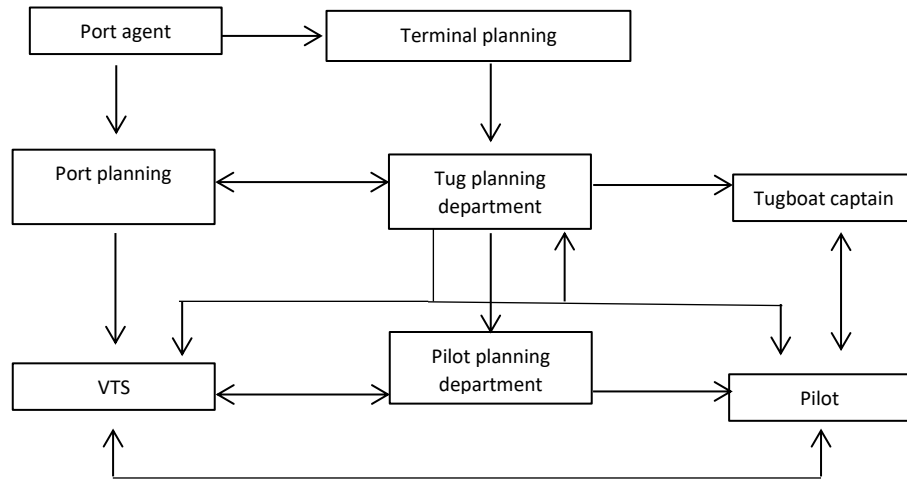 Port agent
Terminal planning
Port planning
Tug planning
department
Tugboat captain
VTS
Pilot planning
department
Pilot